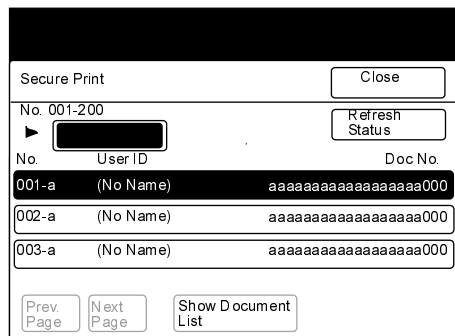 Secure Print
Close
No. 001-200
Refresh
Status
No. User ID Doc No.
001-a (No Name) aaaaaaaaaaaaaaaaaa000
002-a (No Name) aaaaaaaaaaaaaaaaaa000
003-a (No Name) aaaaaaaaaaaaaaaaaa000
Prev.
Page
Next
Page
Show Document
List